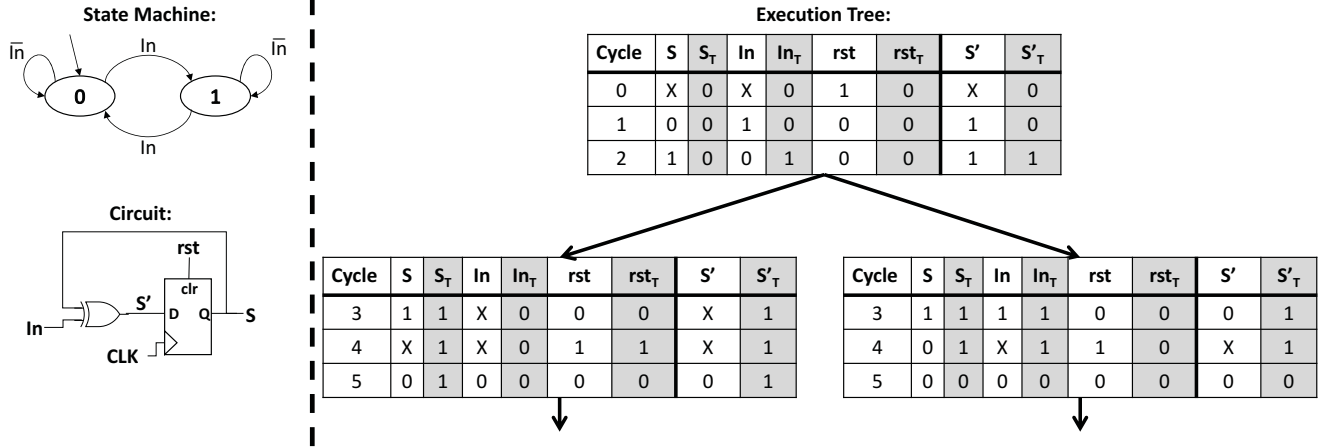 State Machine:
In
In
In
0
1
In
Circuit:
rst
clr
S'
D
Q
S
In
CLK
Execution Tree:
Cycle S S_T In In_T rst rst_T S' S'_T
0 X 0 X 0 1 0 X 0
1 0 0 1 0 0 0 1 0
2 1 0 0 1 0 0 1 1
Cycle S S_T In In_T rst rst_T S' S'_T
3 1 1 X 0 0 0 X 1
4 X 1 X 0 1 1 X 1
5 0 1 0 0 0 0 0 1
Cycle S S_T In In_T rst rst_T S' S'_T
3 1 1 1 1 0 0 0 1
4 0 1 X 1 1 0 X 1
5 0 0 0 0 0 0 0 0